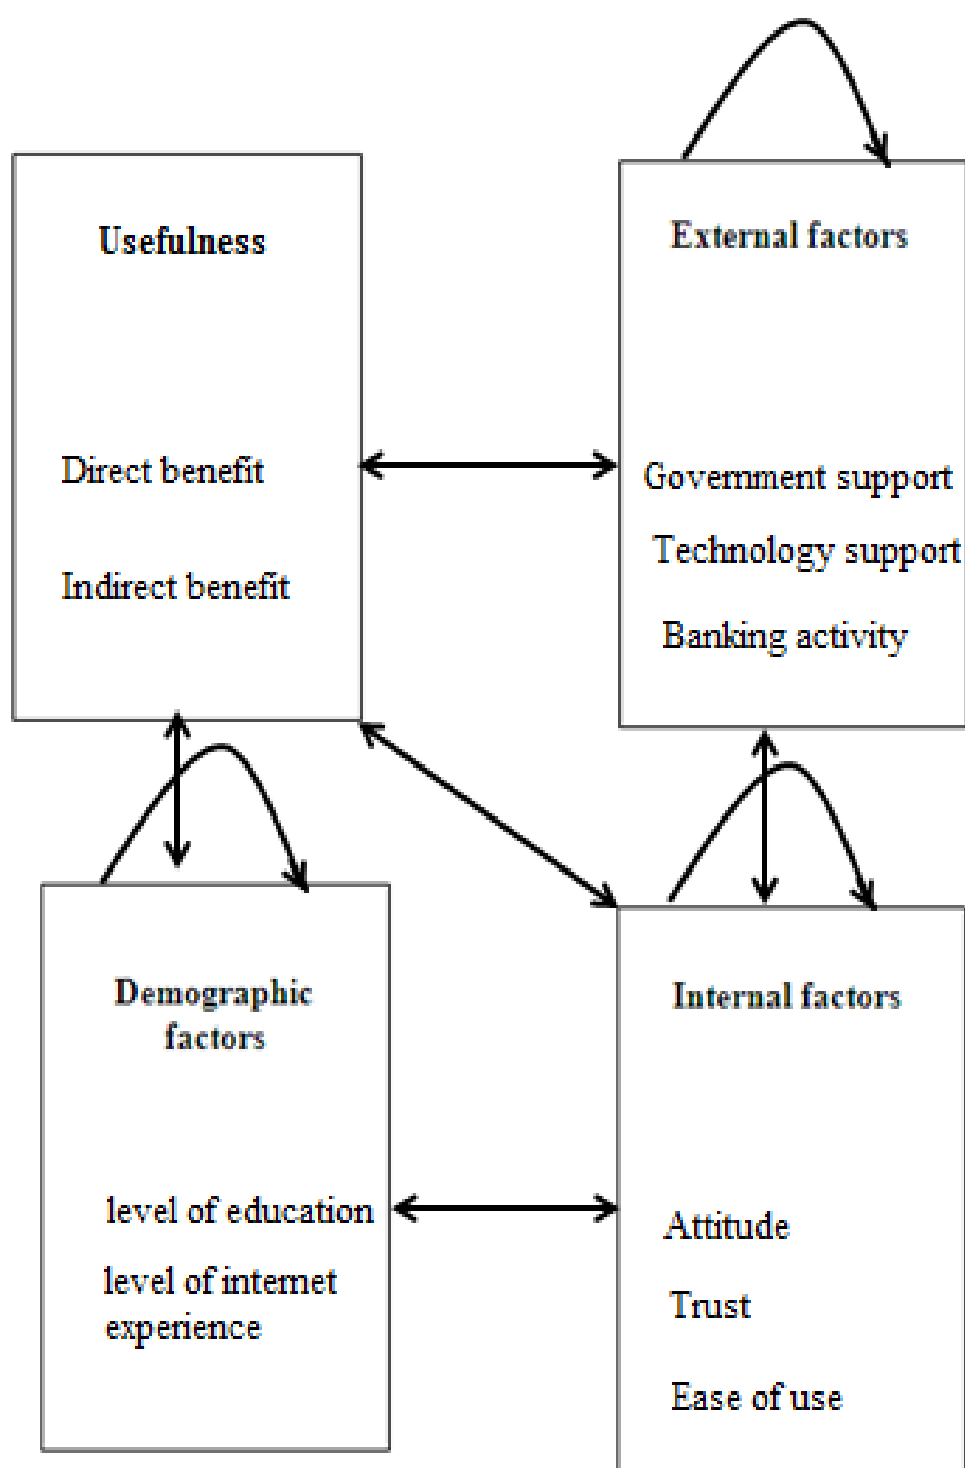 Usefulness
Direct benefit
Indirect benefit
External factors
Government support
Technology support
Banking activity
Demographic
factors
level of education
level of internet
experience
Internal factors
Attitude
Trust
Ease of use